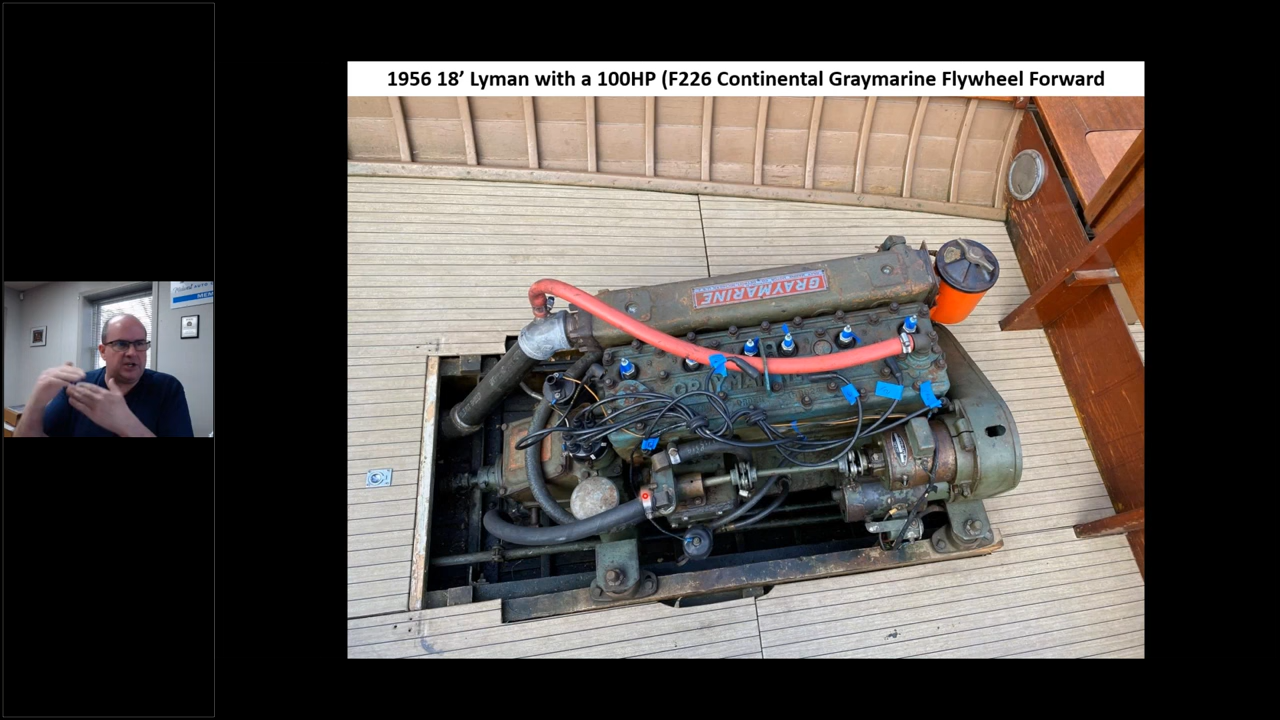 1956 18’ Lyman with a 100HP (F226 Continental Graymarine Flywheel Forward
GRAYMARINE